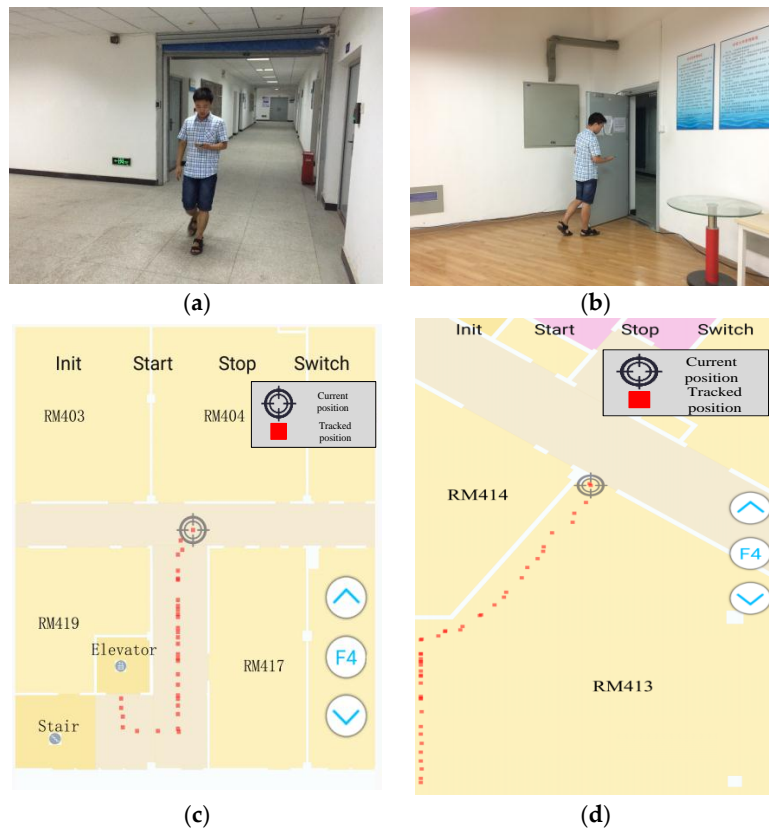 (a)
(b)
Init Start Stop Switch
Current
position
Tracked
position
RM403
RM404
RM419
Elevator
RM417
F4
Stair
(c)
Init Start Stop Switch
Current
position
Tracked
position
RM414
F4
RM413
(d)